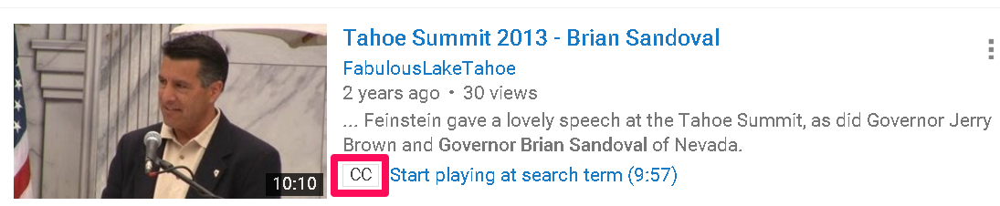 Tahoe Summit 2013 - Brian Sandoval
FabulousLakeTahoe
2 years ago • 30 views
... Feinstein gave a lovely speech at the Tahoe Summit, as did Governor Jerry
Brown and Governor Brian Sandoval of Nevada.
10:10
CC Start playing at search term (9:57)